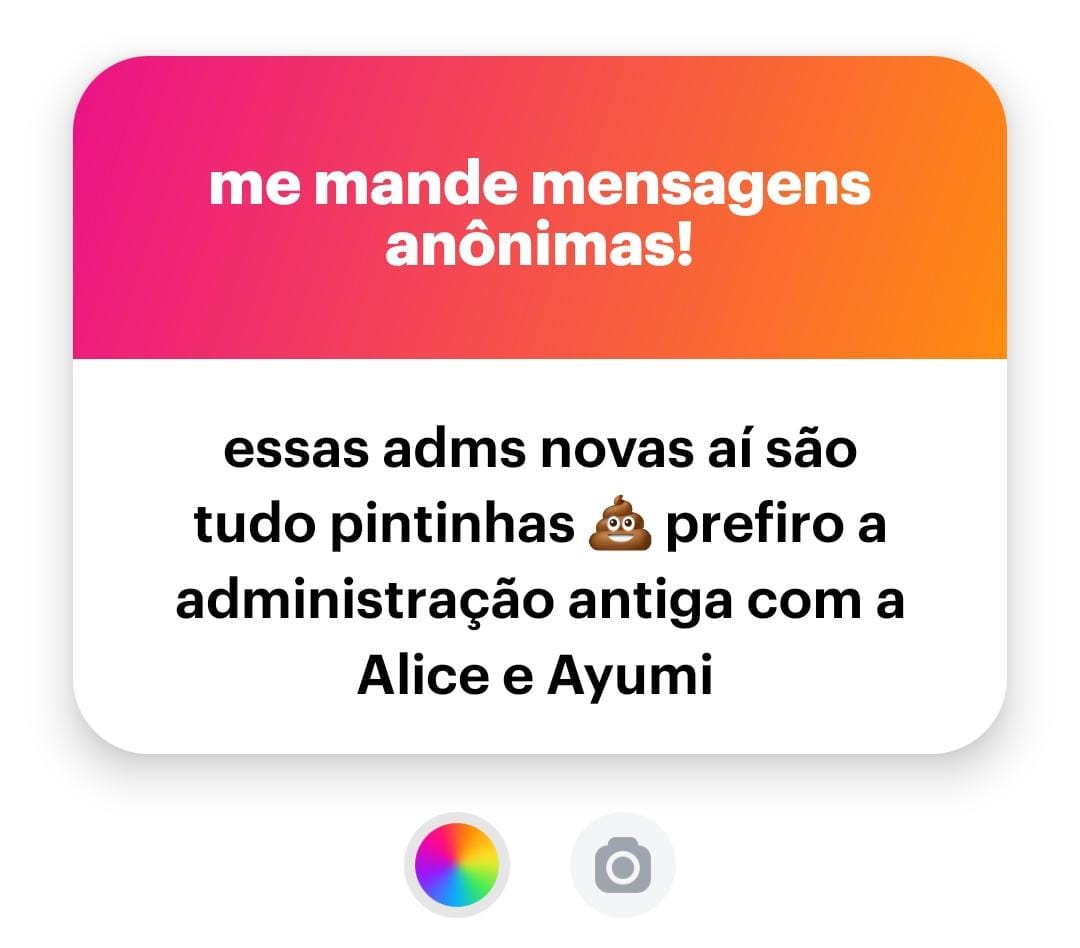 me mande mensagens
anônimas!
essas adms novas aí são
tudo pintinhas 💩 prefiro a
administração antiga com a
Alice e Ayumi